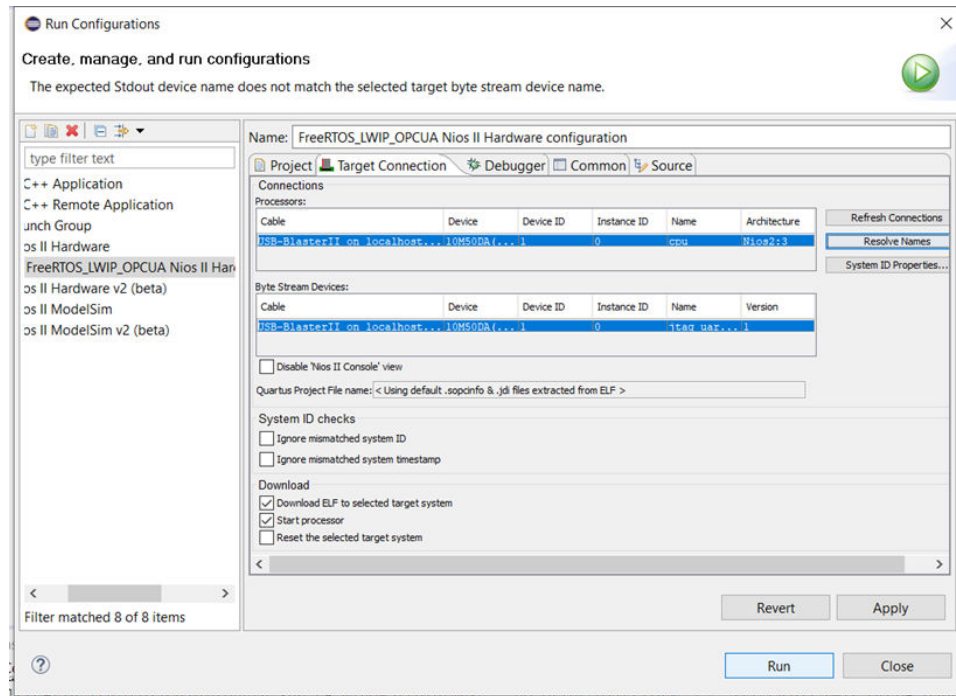 Run Configurations
Create, manage, and run configurations
The expected Stdout device name does not match the selected target byte stream device name.
type filter text
C++ Application
C++ Remote Application
unch Group
os II Hardware
FreeRTOS_LWIP_OPCUA Nios II Har
os II Hardware v2 (beta)
os II ModelSim
os II ModelSim v2 (beta)
Filter matched 8 of 8 items
Name: FreeRTOS_LWIP_OPCUA Nios II Hardware configuration
Project Target Connection Debugger Common Source
Connections
Processors:
Cable Device Device ID Instance ID Name Architecture
USB-BlasterII on localhost... 10M50DA(... 1 0 cpu Nios2:3
Refresh Connections
Resolve Names
System ID Properties...
Byte Stream Devices:
Cable Device Device ID Instance ID Name Version
USB-BlasterII on localhost... 10M50DA(... 1 0 jtag_uar... 1
Disable 'Nios II Console' view
Quartus Project File name: < Using default .sopcinfo & .jdi files extracted from ELF >
System ID checks
Ignore mismatched system ID
Ignore mismatched system timestamp
Download
Download ELF to selected target system
Start processor
Reset the selected target system
Revert Apply
Run Close